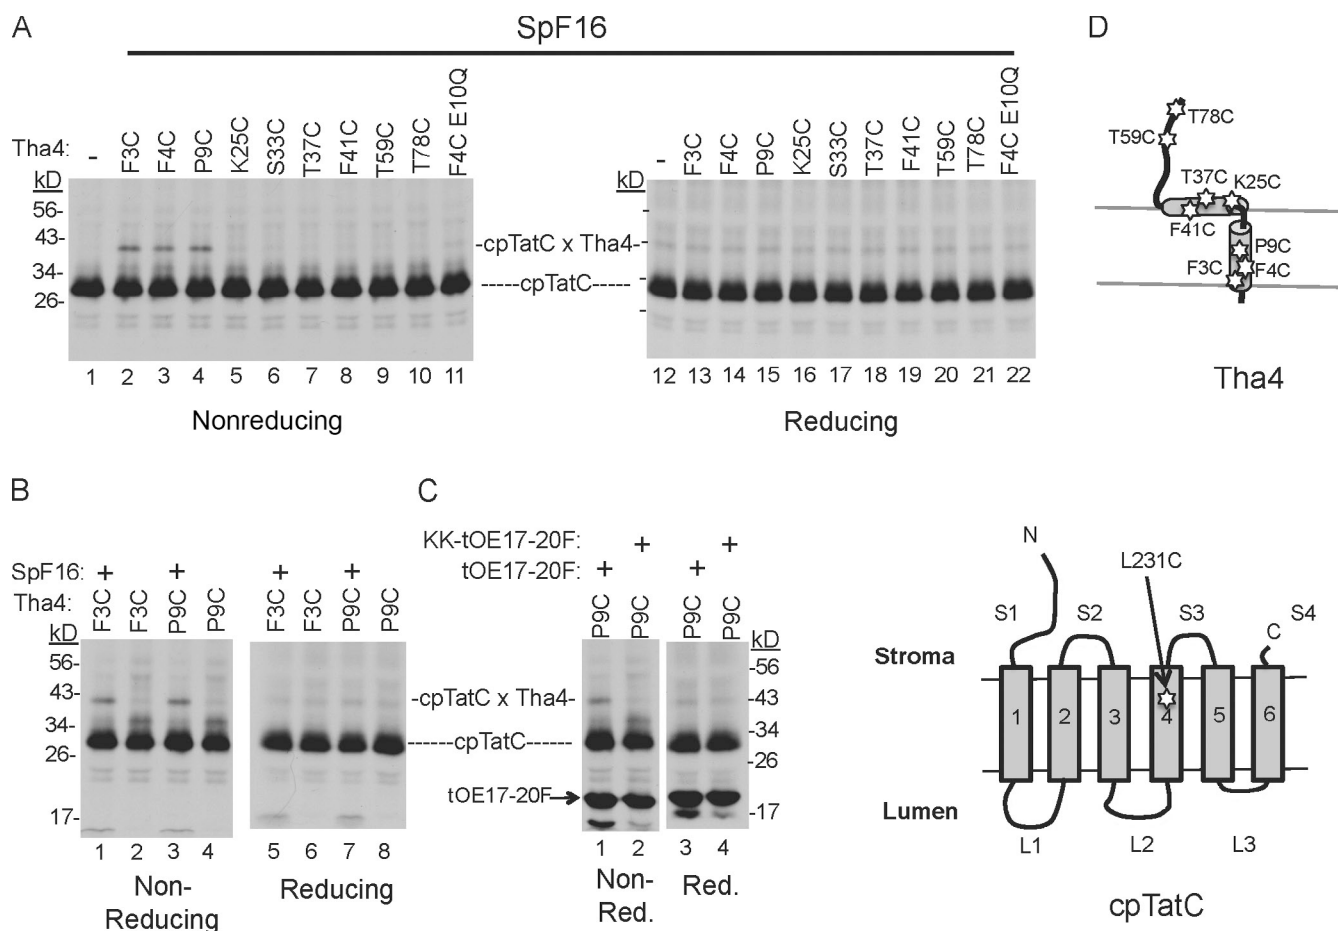 A
SpF16
Tha4: - F3C F4C P9C K25C S33C T37C F41C T59C T78C F4C E10Q
- F3C F4C P9C K25C S33C T37C F41C T59C T78C F4C E10Q
kD
56-
43-
34-
26-
kD
-cpTatC x Tha4-
-----cpTatC-----
1 2 3 4 5 6 7 8 9 10 11
12 13 14 15 16 17 18 19 20 21 22
Nonreducing
Reducing
D
T78C
T59C
T37C K25C
F41C
P9C
F3C F4C
Tha4
B
SpF16: + + + +
Tha4: F3C F3C P9C P9C F3C F3C P9C P9C
kD
56-
43-
34-
26-
17-
1 2 3 4
5 6 7 8
Non-
Reducing
Reducing
-cpTatC x Tha4-
------cpTatC------
tOE17-20F
C
KK-tOE17-20F: + +
tOE17-20F: + +
P9C P9C P9C P9C
kD
-56
-43
-34
-26
-17
1 2 3 4
Non-
Red.
Red.
N
L231C
S1 S2 S3 S4
C
Stroma
1 2 3 4 5 6
Lumen
L1 L2 L3
cpTatC